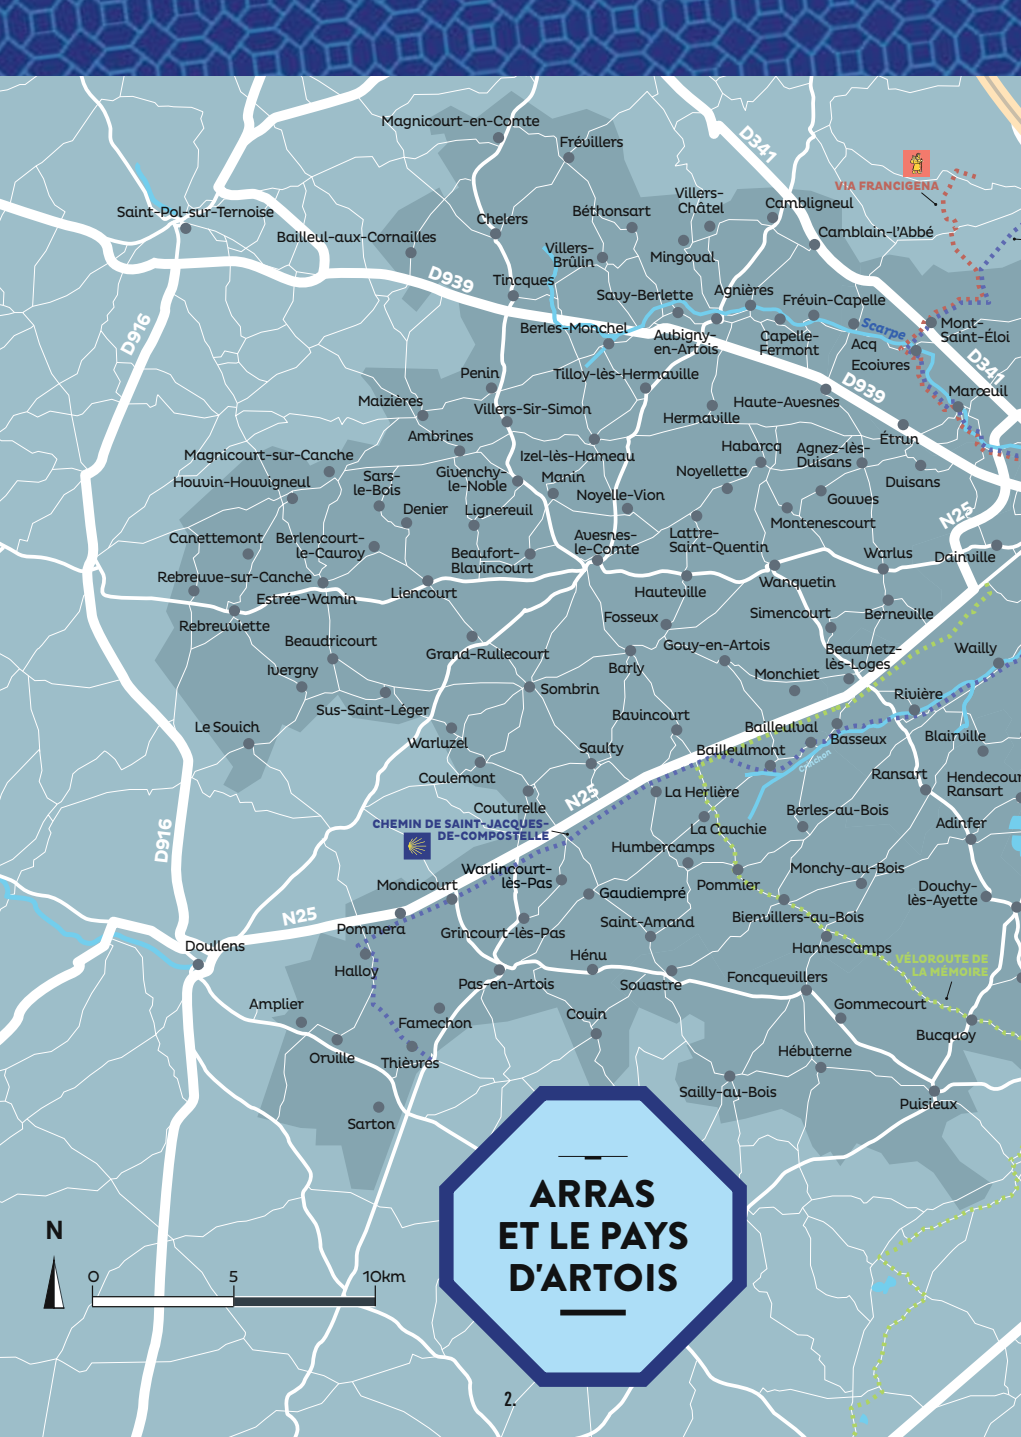 Magnicourt-en-Comte
Frévillers
D341
VIA FRANCIGENA
Villers-
Châtel
Cambligneul
Saint-Pol-sur-Ternoise
Béthonsart
Chelers
Camblain-l'Abbé
Bailleul-aux-Cornailles
Villers-
Brûlin
Mingoval
D939
Tincques
Savy-Berlette
Agnières
Frévin-Capelle
D916
Berles-Monchel
Aubigny-
en-Artois
Capelle-
Fermont
Scarpe
Acq
Mont-
Saint-Éloi
Ecoivres
D341
Penin
Tilloy-lès-Hermaville
D939
Marœuil
Maizières
Villers-Sir-Simon
Hermaville
Haute-Avesnes
Ambrines
Étrun
Magnicourt-sur-Canche
Izel-lès-Hameau
Habarcq
Agnez-lès-
Duisans
Houvin-Houvigneul
Sars-
le-Bois
Givenchy-
le-Noble
Manin
Noyellette
Duisans
Denier
Lignereuil
Noyelle-Vion
Gouves
N25
Montenescourt
Canettemont
Berlencourt-
le-Cauroy
Beaufort-
Blavincourt
Avesnes-
le-Comte
Lattre-
Saint-Quentin
Warlus
Dainville
Rebreuve-sur-Canche
Estrée-Wamin
Liencourt
Hauteville
Wanquetin
Rebreuviette
Fosseux
Simencourt
Berneville
Beaudricourt
Grand-Rullecourt
Gouy-en-Artois
Beaumetz-
lès-Loges
Wailly
Ivergny
Barly
Monchiet
Sombrin
Rivière
Sus-Saint-Léger
Bavincourt
Le Souich
Bailleulval
Warluzel
Saulty
Bailleulmont
Basseux
Blairville
Crinchon
Coulemont
Ransart
Hendecour
Ransart
N25
La Herlière
Couturelle
Berles-au-Bois
CHEMIN DE SAINT-JACQUES-
DE-COMPOSTELLE
La Cauchie
Adinfer
D916
Humbercamps
Warlincourt-
lès-Pas
Monchy-au-Bois
Mondicourt
Gaudiempré
Pommier
Douchy-
lès-Ayette
N25
Pommera
Grincourt-lès-Pas
Saint-Amand
Bienvillers-au-Bois
Doullens
Hannescamps
Halloy
Hénu
VÉLOROUTE DE
LA MÉMOIRE
Pas-en-Artois
Souastre
Foncquevillers
Amplier
Couin
Gommecourt
Famechon
Bucquoy
Orville
Thièvres
Hébuterne
Sailly-au-Bois
Puisieux
Sarton
ARRAS
ET LE PAYS
D'ARTOIS
N
0 5 10km
2.